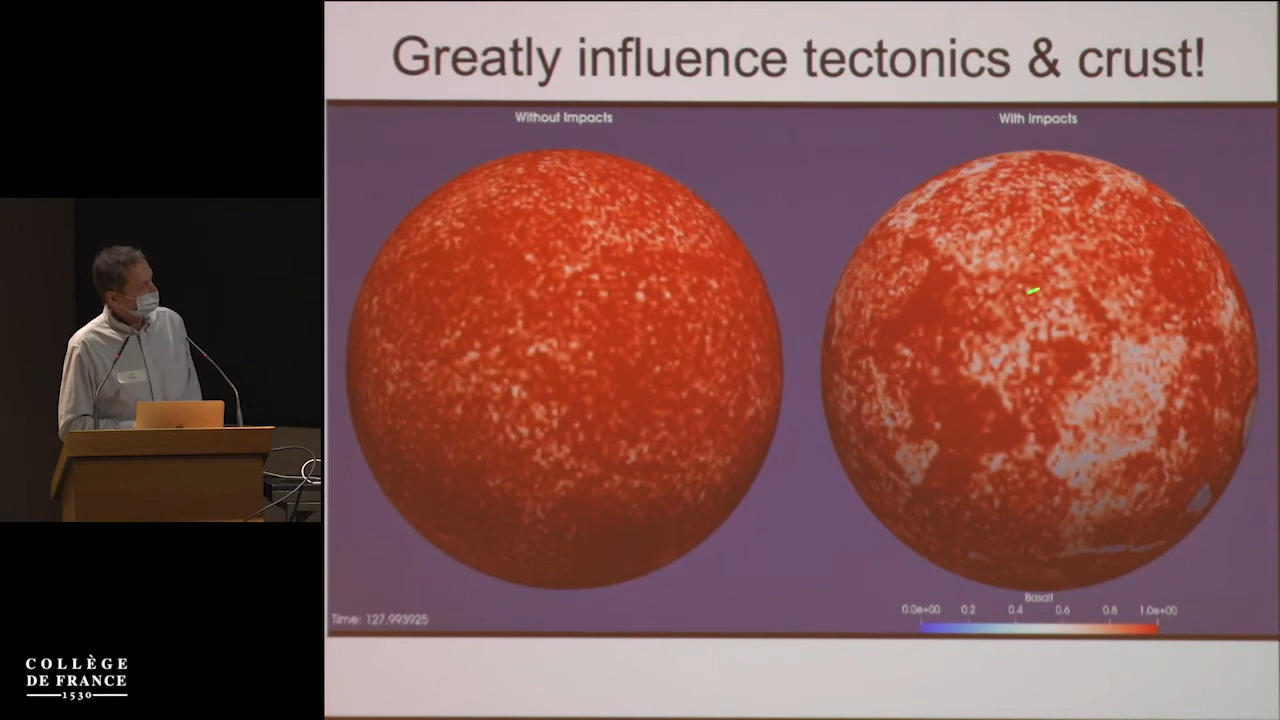 Greatly influence tectonics & crust!
Without Impacts
With Impacts
Time: 127.993925
Basalt
0.0e+00 0.2 0.4 0.6 0.8 1.0e+00
COLLÈGE
DE FRANCE
1530